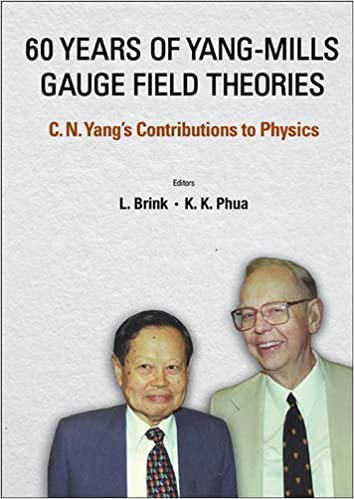 60 YEARS OF YANG-MILLS
GAUGE FIELD THEORIES
C. N. Yang's Contributions to Physics
Editors
L. Brink • K. K. Phua